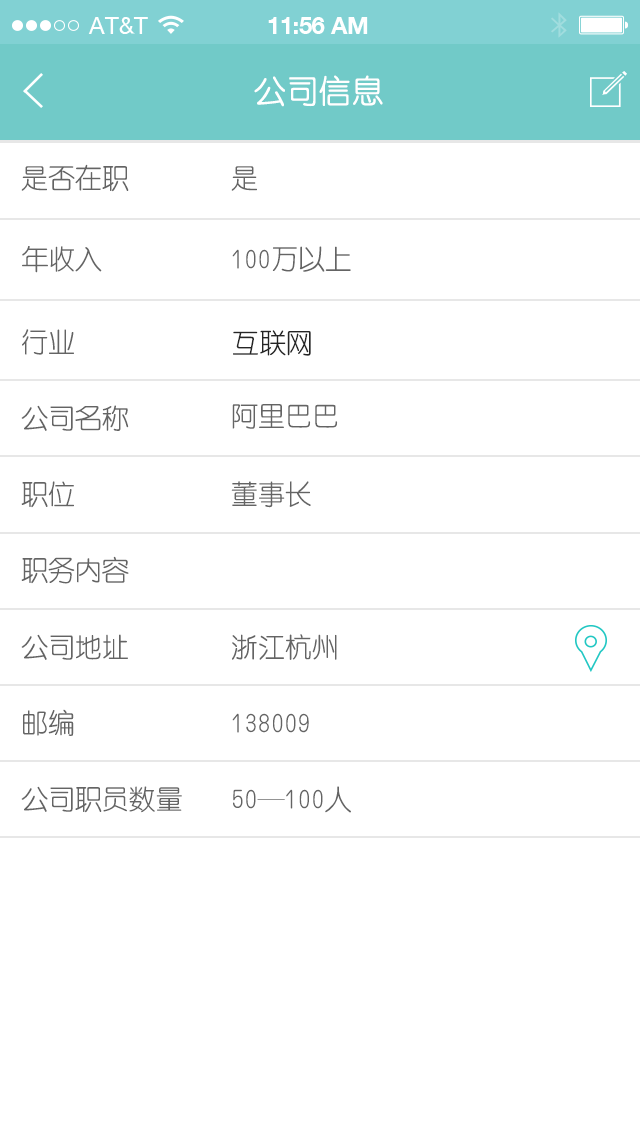 AT&T 11:56 AM
公司信息
是否在职 是
年收入 100万以上
行业 互联网
公司名称 阿里巴巴
职位 董事长
职务内容
公司地址 浙江杭州
邮编 138009
公司职员数量 50—100人